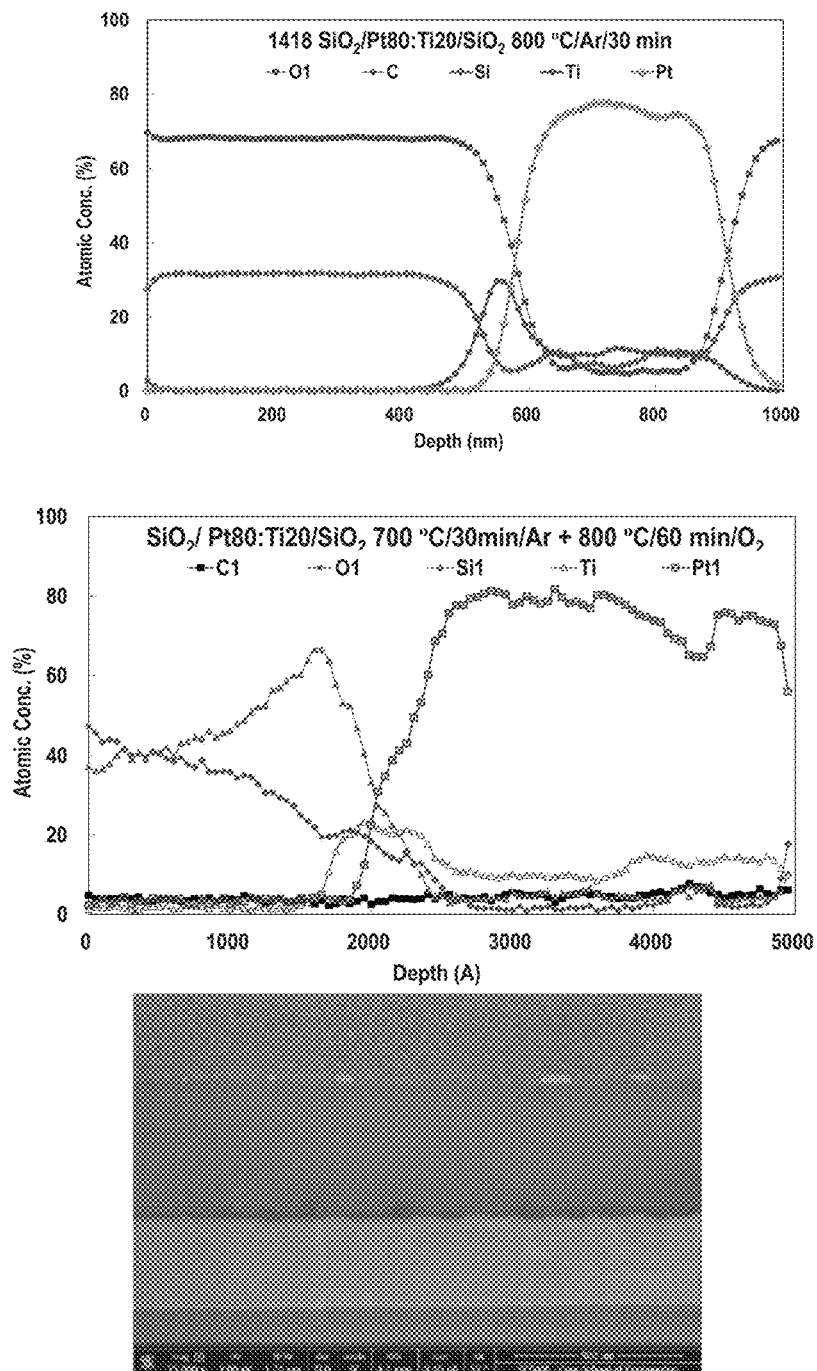 1418 SiO₂/Pt80:Ti20/SiO₂ 800 °C/Ar/30 min
O1 C Si Ti Pt
100
80
60
40
20
0
Atomic Conc. (%)
0 200 400 600 800 1000
Depth (nm)
100
80
60
40
20
0
Atomic Conc. (%)
SiO₂/ Pt80:Ti20/SiO₂ 700 °C/30min/Ar + 800 °C/60 min/O₂
C1 O1 Si1 Ti Pt1
0 1000 2000 3000 4000 5000
Depth (A)